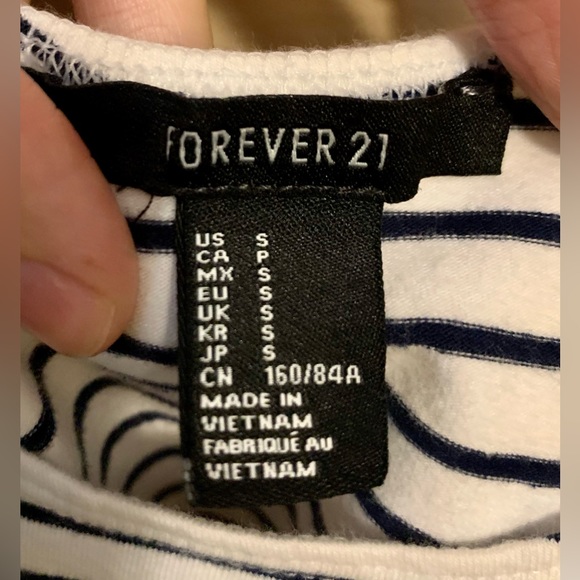 FOREVER 21
US S
CA P
MX S
EU S
UK S
KR S
JP S
CN 160/84A
MADE IN
VIETNAM
FABRIQUÉ AU
VIETNAM